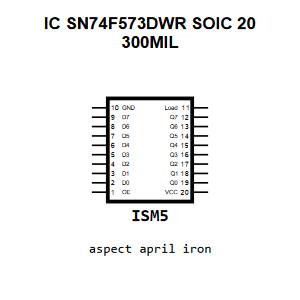 IC SN74F573DWR SOIC 20
300MIL
10 GND Load 11
9 D7 Q7 12
8 D6 Q6 13
7 D5 Q5 14
6 D4 Q4 15
5 D3 Q3 16
4 D2 Q2 17
3 D1 Q1 18
2 D0 Q0 19
1 OE VCC 20
ISM5
aspect april iron